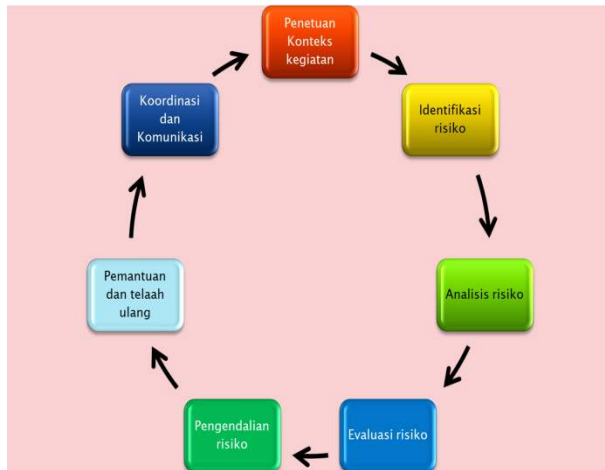 Penetuan
Konteks
kegiatan
Identifikasi
risiko
Analisis risiko
Evaluasi risiko
Pengendalian
risiko
Pemantuan
dan telaah
ulang
Koordinasi
dan
Komunikasi